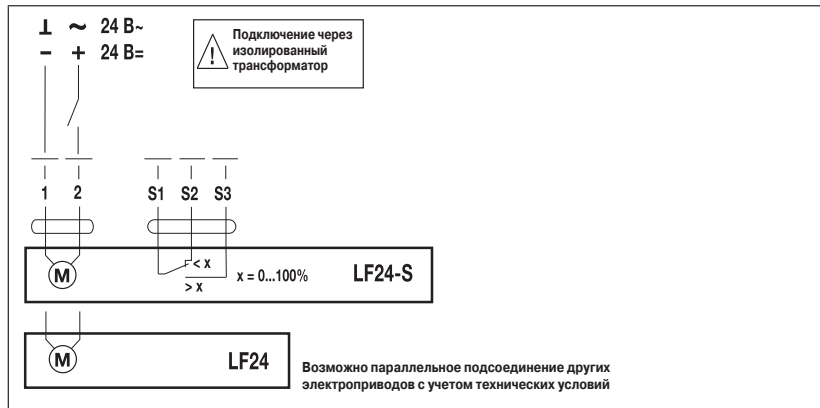 ⊥ ~ 24 В~
− + 24 В=
Подключение через
изолированный
трансформатор
1 2 S1 S2 S3
M < x
> x
x = 0...100%
LF24-S
M LF24
Возможно параллельное подсоединение других
электроприводов с учетом технических условий